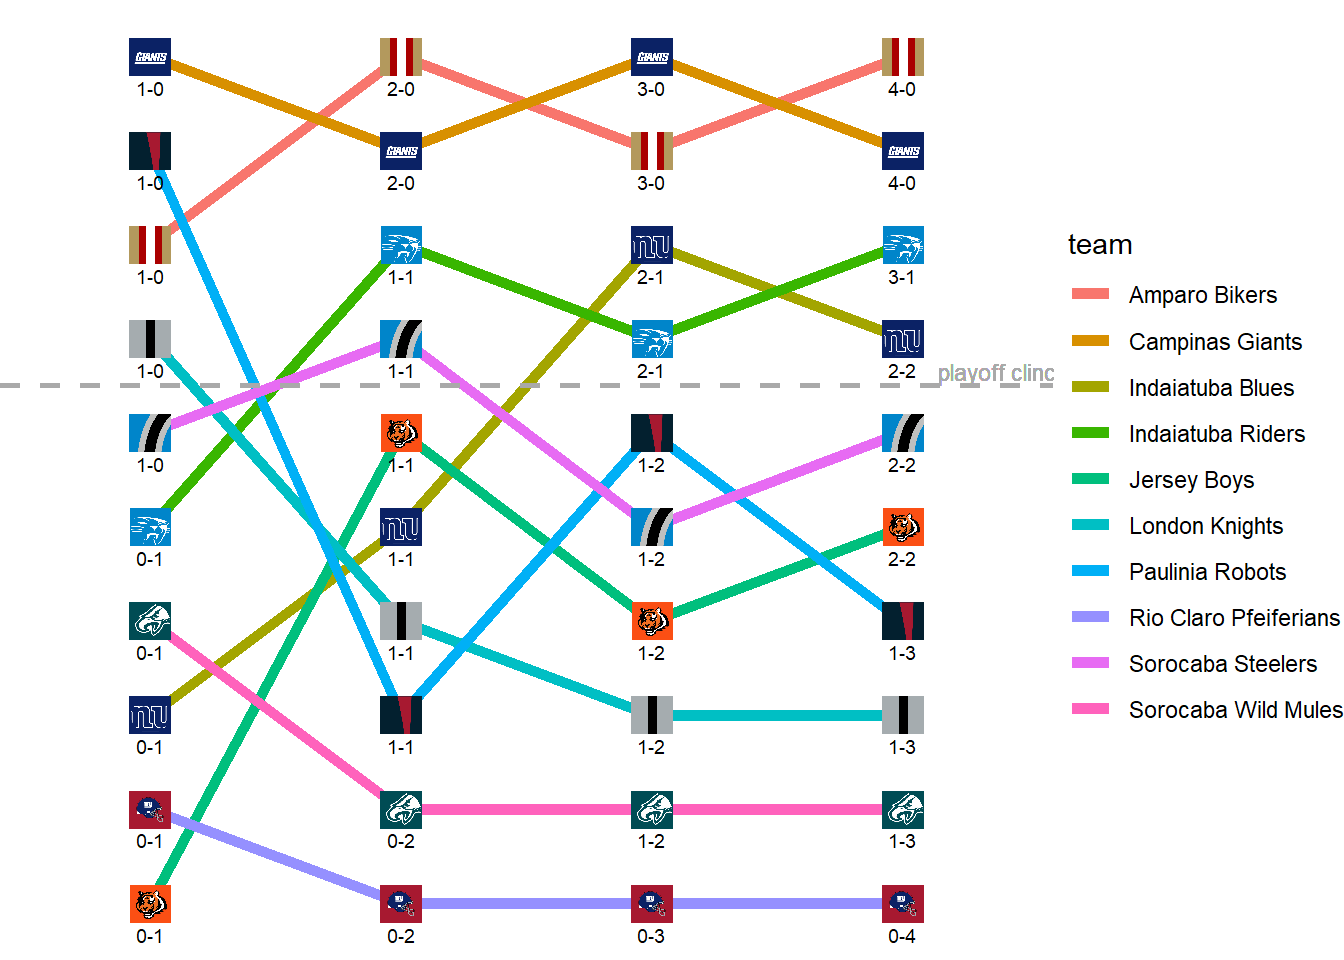 GIANTS GIANTS
1-0 2-0 3-0 4-0
GIANTS GIANTS
1-0 2-0 3-0 4-0
team
nu
1-0 1-1 2-1 3-1
Amparo Bikers
Campinas Giants
nu
1-0 1-1 2-1 2-2
playoff clinc
Indaiatuba Blues
Indaiatuba Riders
1-0 1-1 1-2 2-2
Jersey Boys
London Knights
nu
0-1 1-1 1-2 2-2
Paulinia Robots
Rio Claro Pfeiferians
0-1 1-1 1-2 1-3
Sorocaba Steelers
Sorocaba Wild Mules
nu
0-1 1-1 1-2 1-3
0-1 0-2 1-2 1-3
0-1 0-2 0-3 0-4